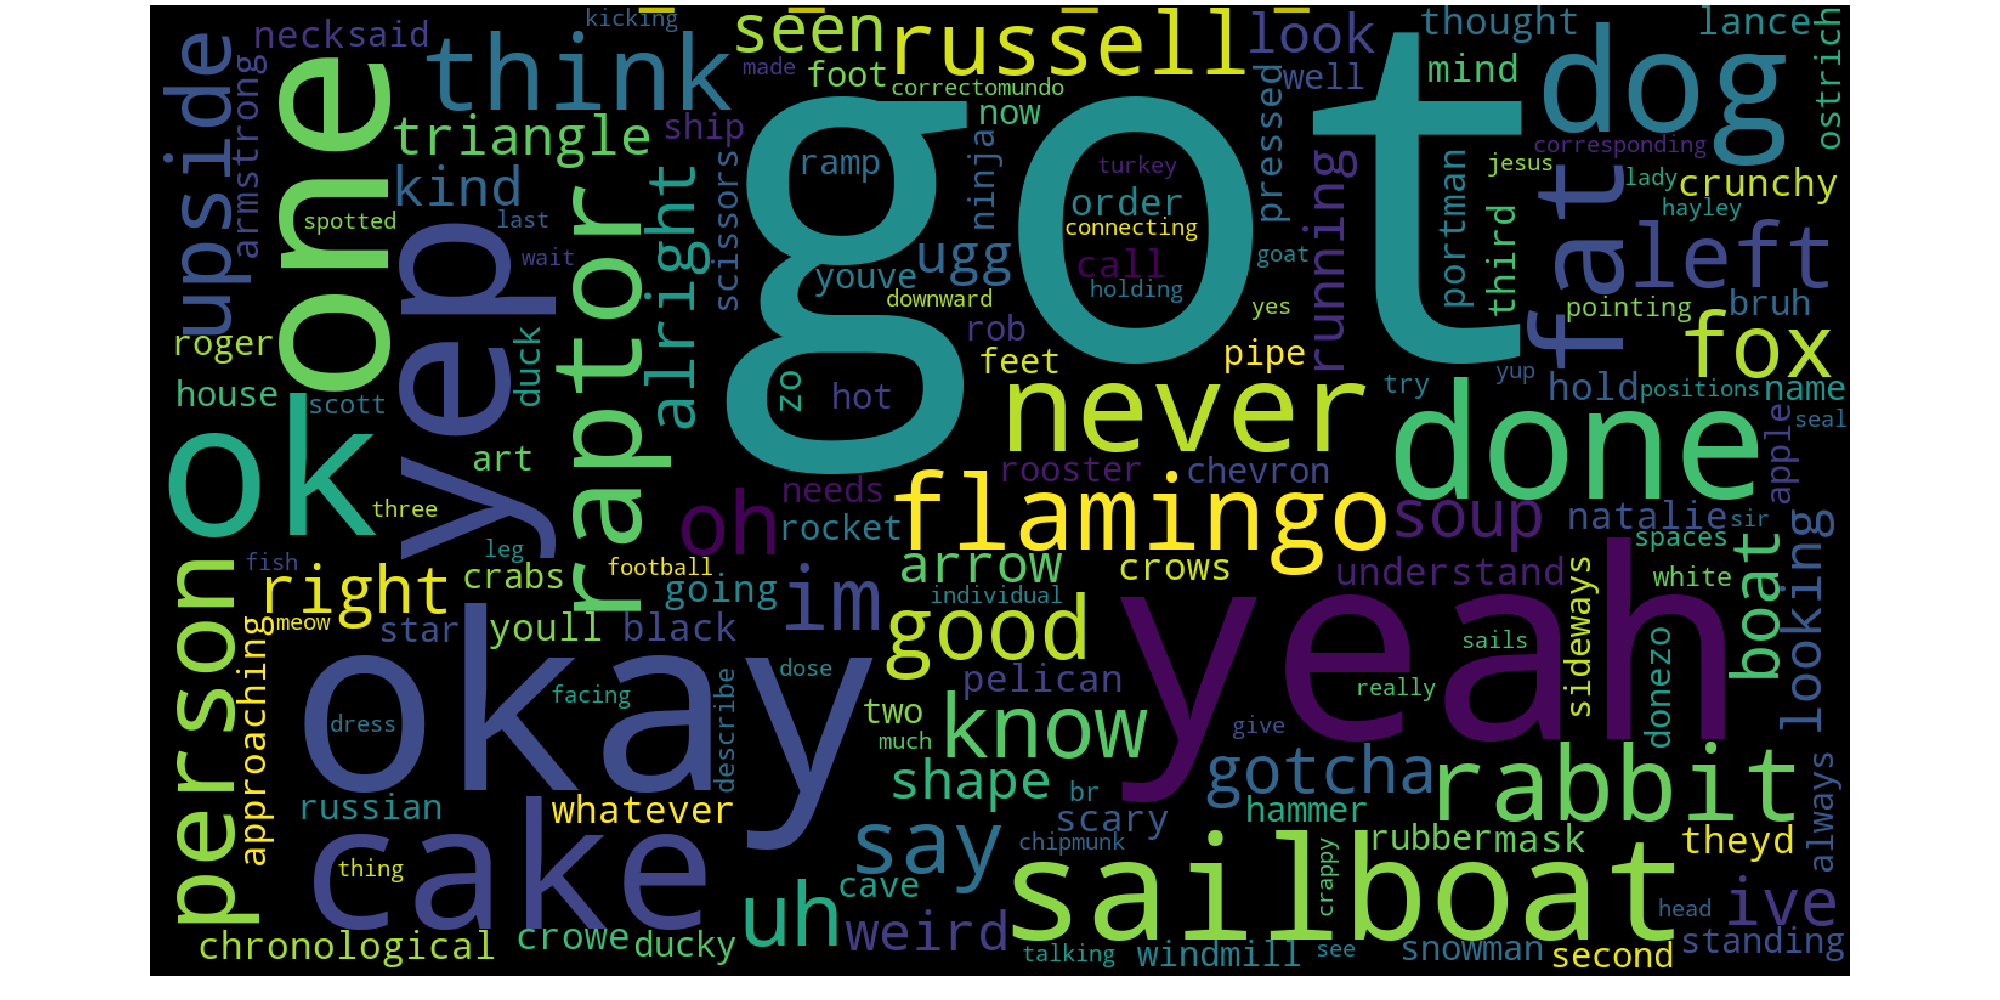 kicking
necksaid
upside
armstrong
one
think
seen
made
foot
russell
correctomundo
look
well
thought
lance
mind
dog
ostrich
triangle
ship
now
got
pressed
kind
scissors
ramp
ninja
turkey
order
connecting
call
holding
running
portman
jesus
third
corresponding
lady
crunchy
hayley
spotted
last
wait
yep
raptor
alright
youve
ugg
downward
rob
feet
goat
yes
pipe
fat
left
pointing
bruh
fox
roger
house
scott
duck
zo
hot
never
try
yup
hold
positions
name
seal
apple
ok
three
art
oh
needs
rocket
rooster
chevron
flamingo
done
soup
natalie
sir
spaces
fish
right
meow
star
leg
crabs
youll
football
going
black
im
arrow
crows
individual
good
understand
white
boat
looking
sideways
person
approaching
okay
dress
facing
describe
dose
pelican
two
much
know
yeah
sails
really
give
donezo
russian
whatever
shape
br
gotcha
rabbit
scary
hammer
always
cake
thing
say
chipmunk
sailboat
crappy
rubber
mask
theyd
chronological
crowe
ducky
uh
cave
weird
talking
windmill
see
snowman
second
head
ive
standing